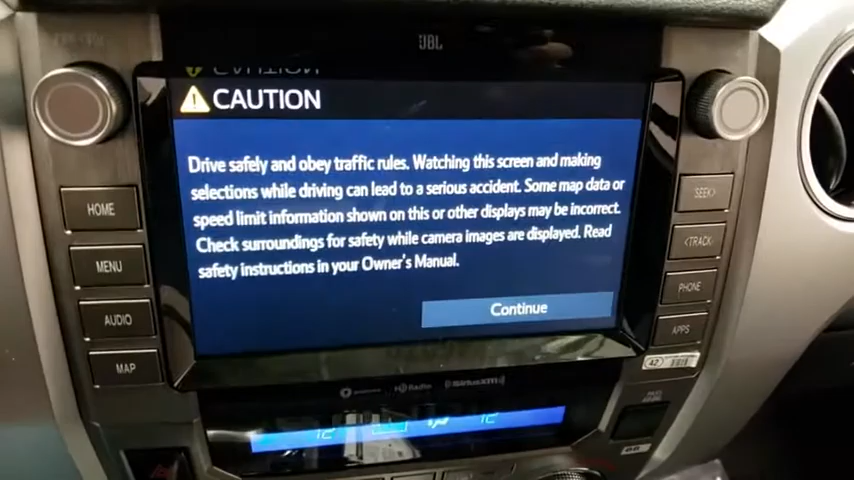 JBL
CAUTION
Drive safely and obey traffic rules. Watching this screen and making
selections while driving can lead to a serious accident. Some map data or
speed limit information shown on this or other displays may be incorrect.
Check surroundings for safety while camera images are displayed. Read
safety instructions in your Owner's Manual.
Continue
HOME
MENU
AUDIO
MAP
SEEK>
<TRACK
PHONE
APPS
42
HD Radio
SiriusXM
12
12